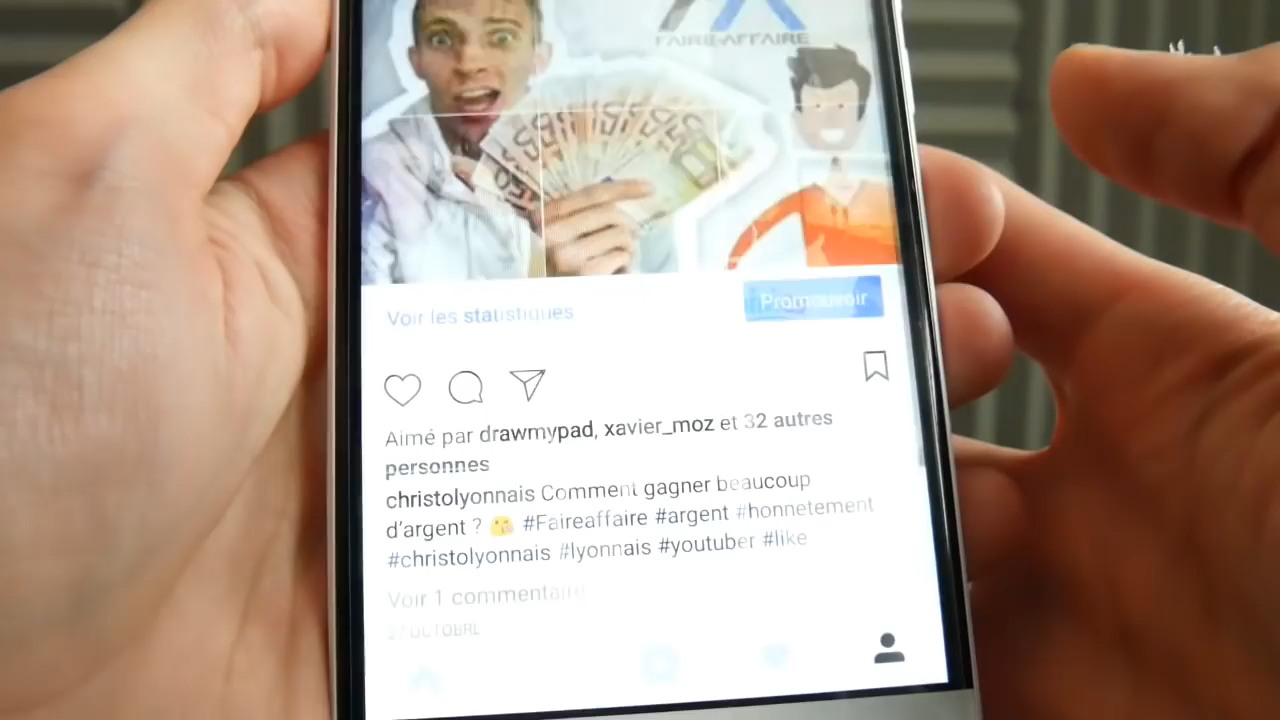 FAIRE-AFFAIRE
Voir les statistiques
Promouvoir
Aimé par drawmypad, xavier_moz et 32 autres
personnes
christolyonnais Comment gagner beaucoup
d'argent ? 😘 #Faireaffaire #argent #honnetement
#christolyonnais #lyonnais #youtuber #like
Voir 1 commentaire
27 OCTOBRE